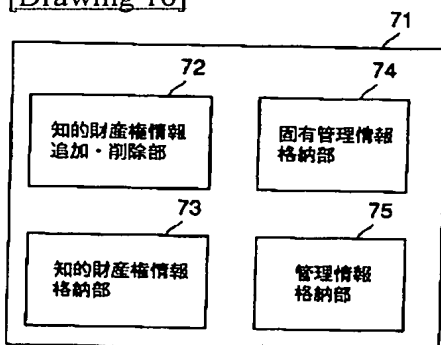 [Drawing 10]
71
72
知的財産権情報
追加・削除部
74
固有管理情報
格納部
73
知的財産権情報
格納部
75
管理情報
格納部